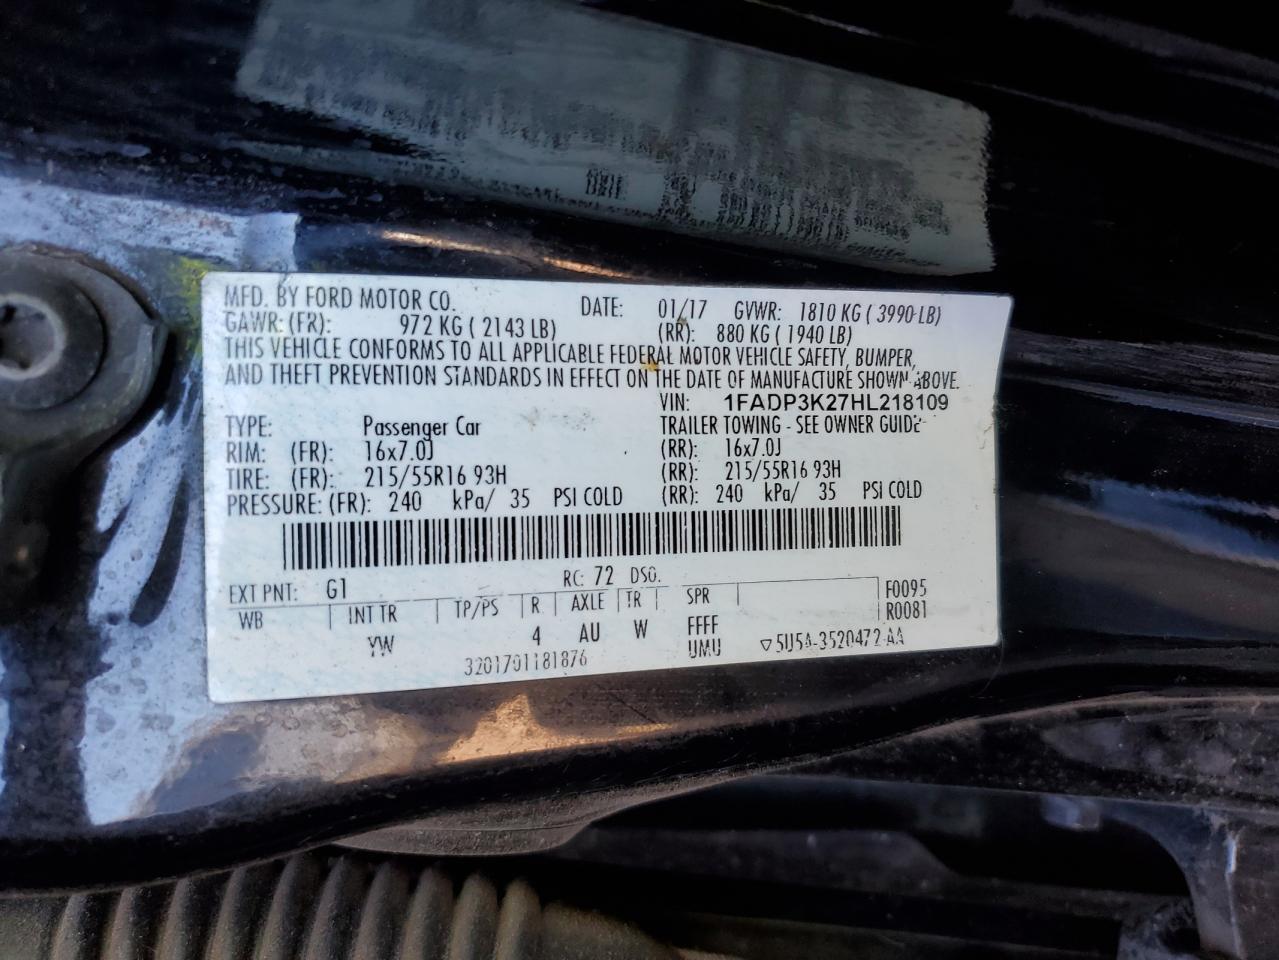 MFD. BY FORD MOTOR CO. DATE: 01/17 GVWR: 1810 KG ( 3990 LB)
GAWR: (FR): 972 KG ( 2143 LB) (RR): 880 KG ( 1940 LB)
THIS VEHICLE CONFORMS TO ALL APPLICABLE FEDERAL MOTOR VEHICLE SAFETY, BUMPER,
AND THEFT PREVENTION STANDARDS IN EFFECT ON THE DATE OF MANUFACTURE SHOWN ABOVE.
VIN: 1FADP3K27HL218109
TYPE: Passenger Car TRAILER TOWING - SEE OWNER GUIDE
RIM: (FR): 16x7.0J (RR): 16x7.0J
TIRE: (FR): 215/55R16 93H (RR): 215/55R16 93H
PRESSURE: (FR): 240 kPa/ 35 PSI COLD (RR): 240 kPa/ 35 PSI COLD
EXT PNT: G1 RC: 72 DSO: F0095
WB INT TR TP/PS R AXLE TR SPR R0081
YW 4 AU W FFFF
3201701181876 UMU 5U5A-3520472-AA